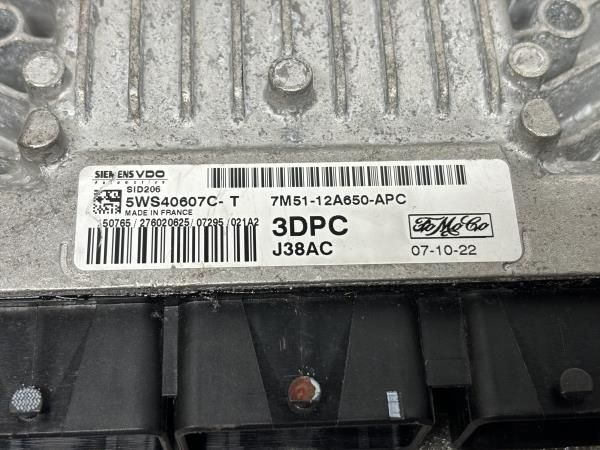 SIEMENS VDO
Automotive
SID206
5WS40607C- T
MADE IN FRANCE
50765/276020625/07295/021A2
7M51-12A650-APC
3DPC
J38AC
FoMoCo
07-10-22